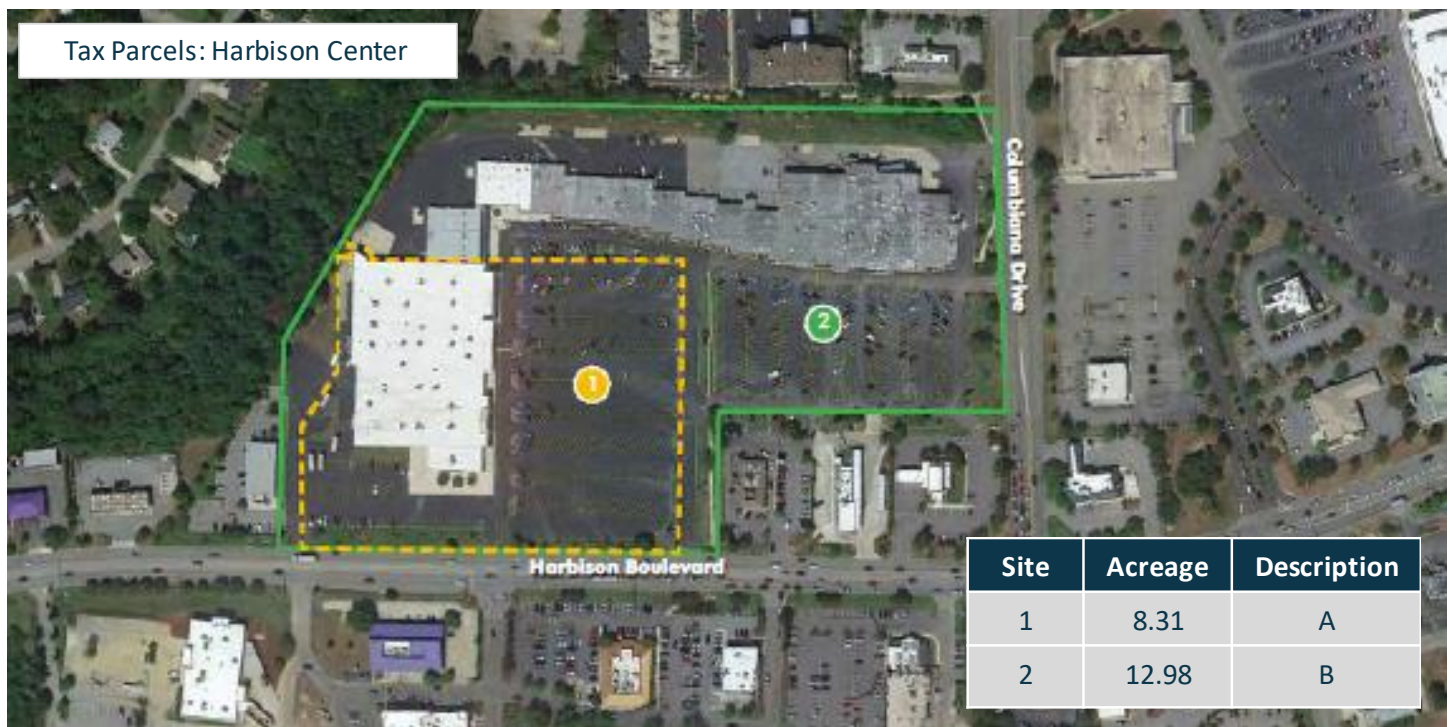 Tax Parcels: Harbison Center
Columbiana Drive
2
1
Harbison Boulevard
Site Acreage Description
1 8.31 A
2 12.98 B